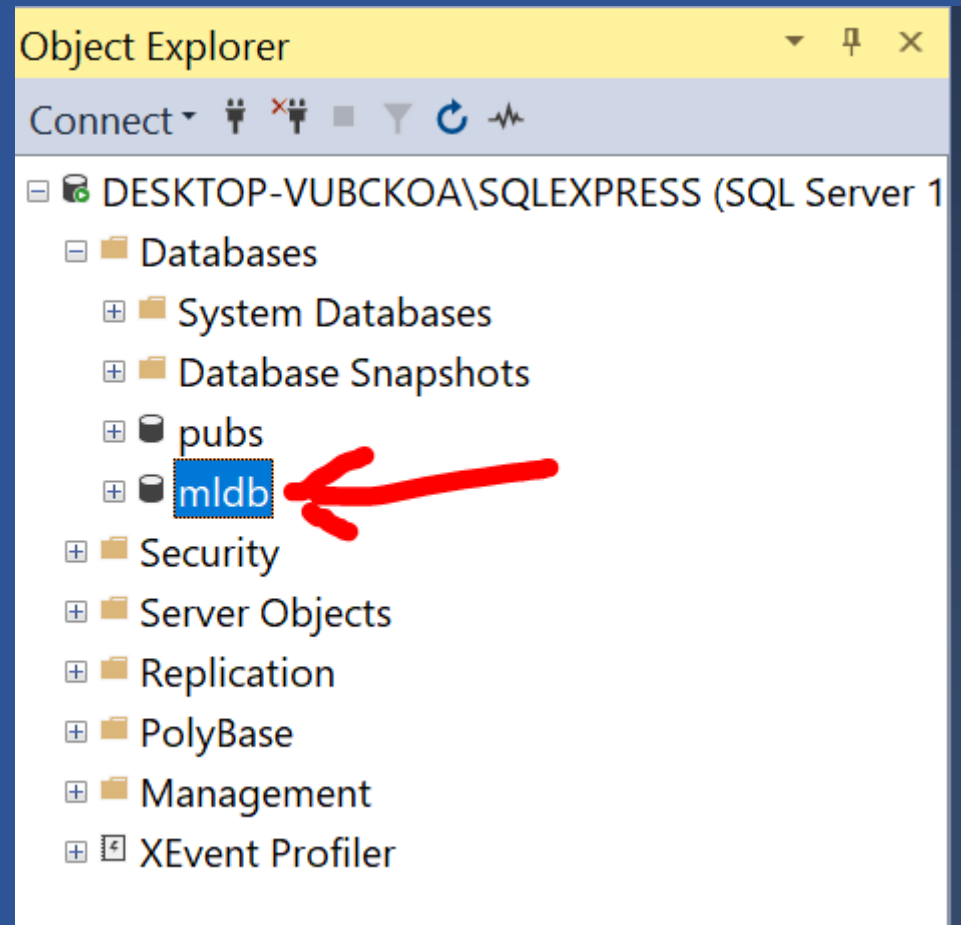 Object Explorer
Connect
DESKTOP-VUBCKOA\SQLEXPRESS (SQL Server 1
Databases
System Databases
Database Snapshots
pubs
mldb
Security
Server Objects
Replication
PolyBase
Management
XEvent Profiler